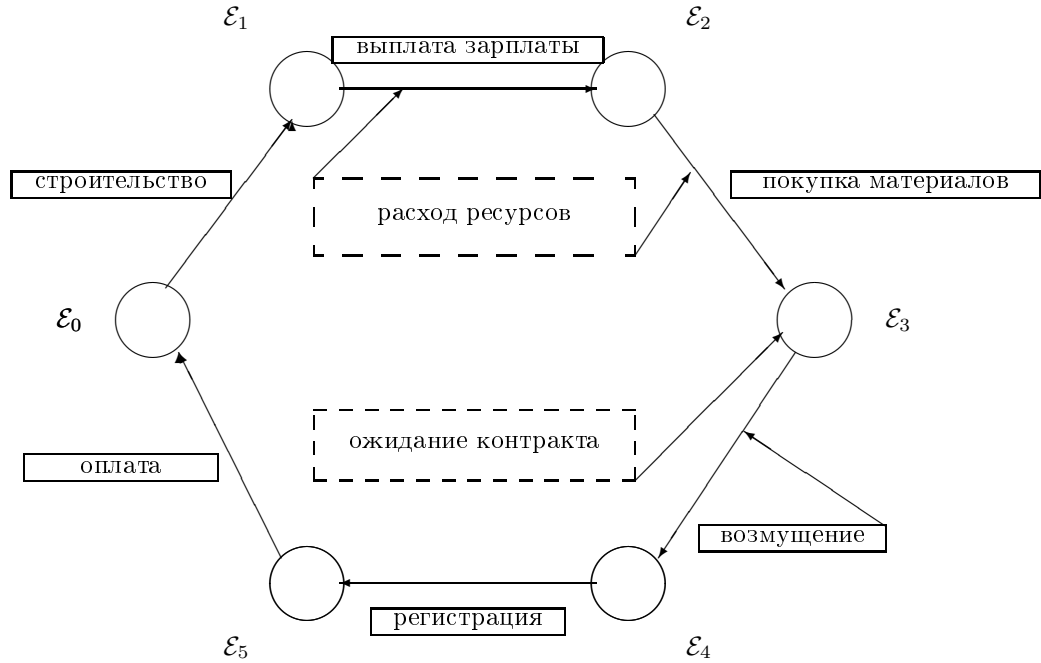 ℰ₁
ℰ₂
выплата зарплаты
строительство
покупка материалов
расход ресурсов
ℰ₀
ℰ₃
ожидание контракта
оплата
возмущение
регистрация
ℰ₅
ℰ₄